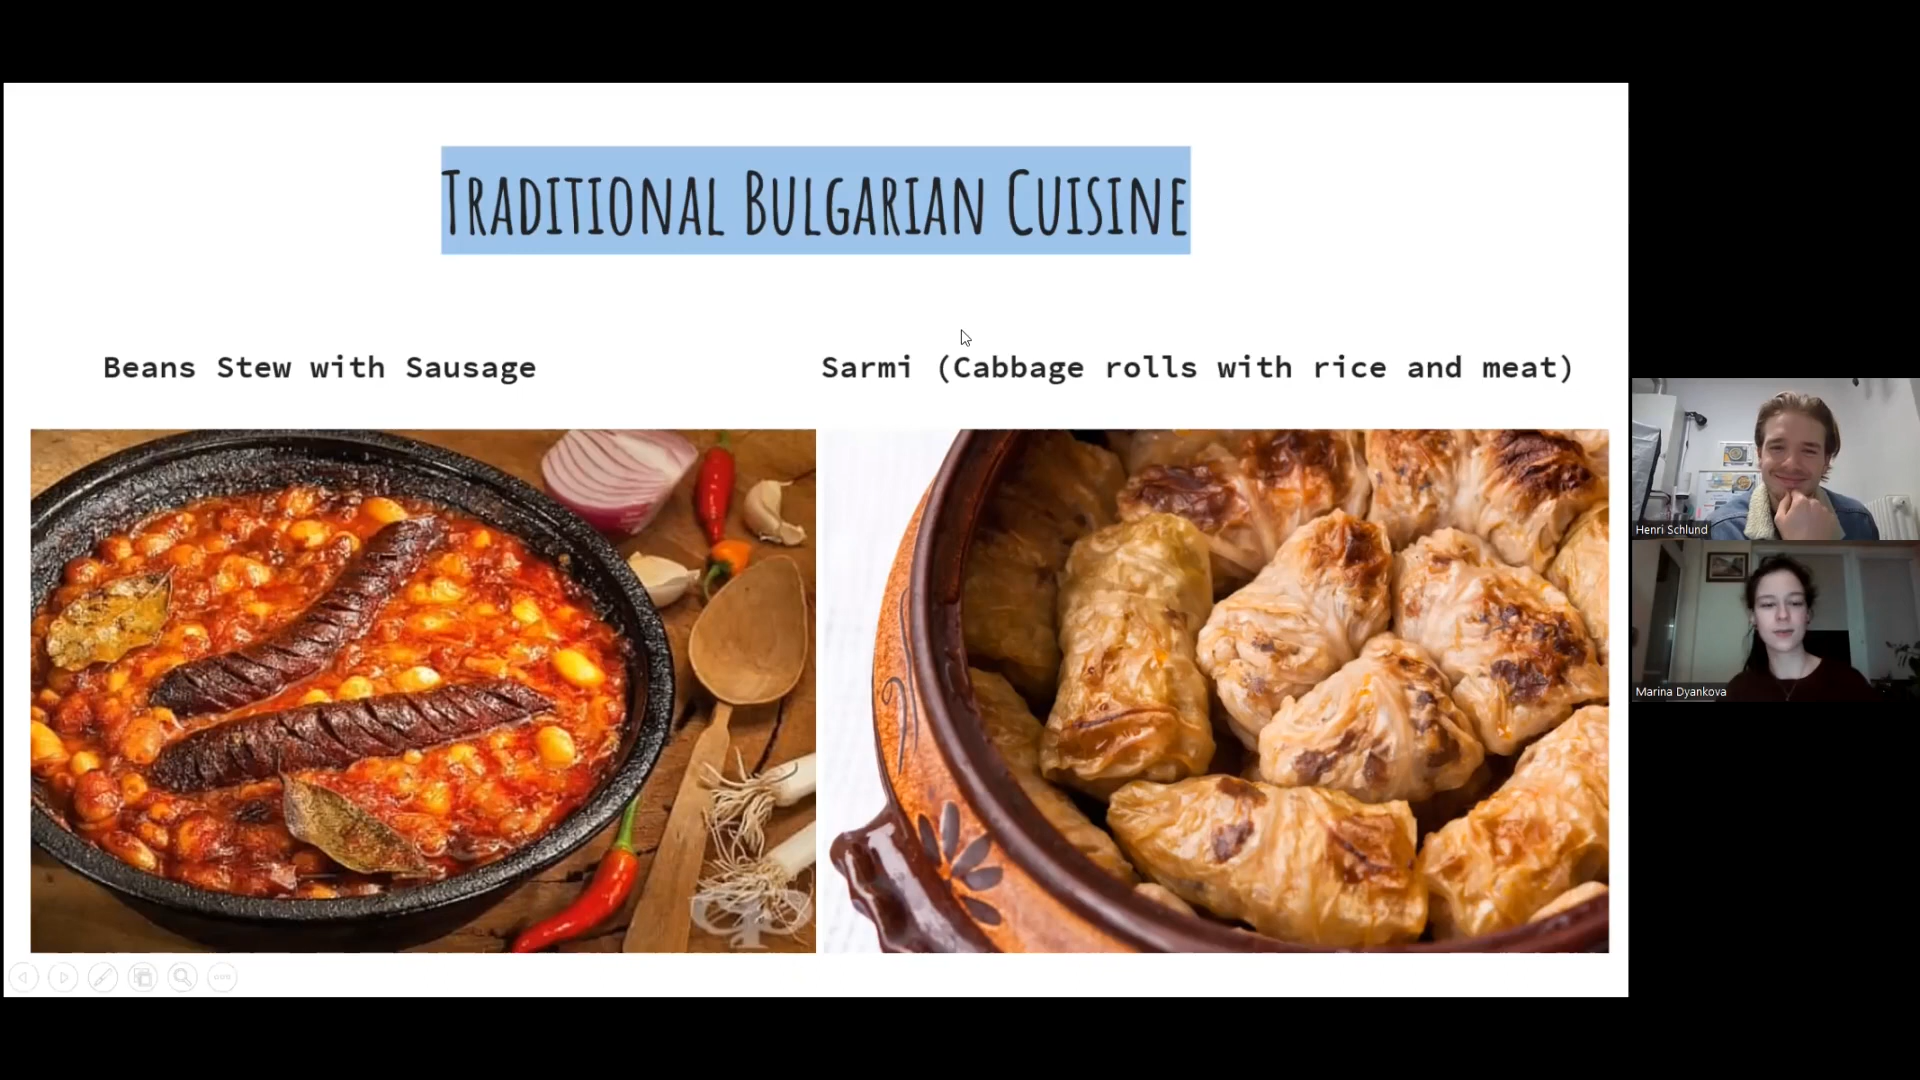 Traditional Bulgarian Cuisine
Beans Stew with Sausage
Sarmi (Cabbage rolls with rice and meat)
Henri Schlund
Marina Dyankova